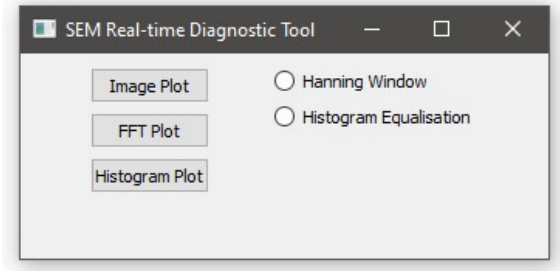 SEM Real-time Diagnostic Tool
Image Plot
Hanning Window
FFT Plot
Histogram Equalisation
Histogram Plot